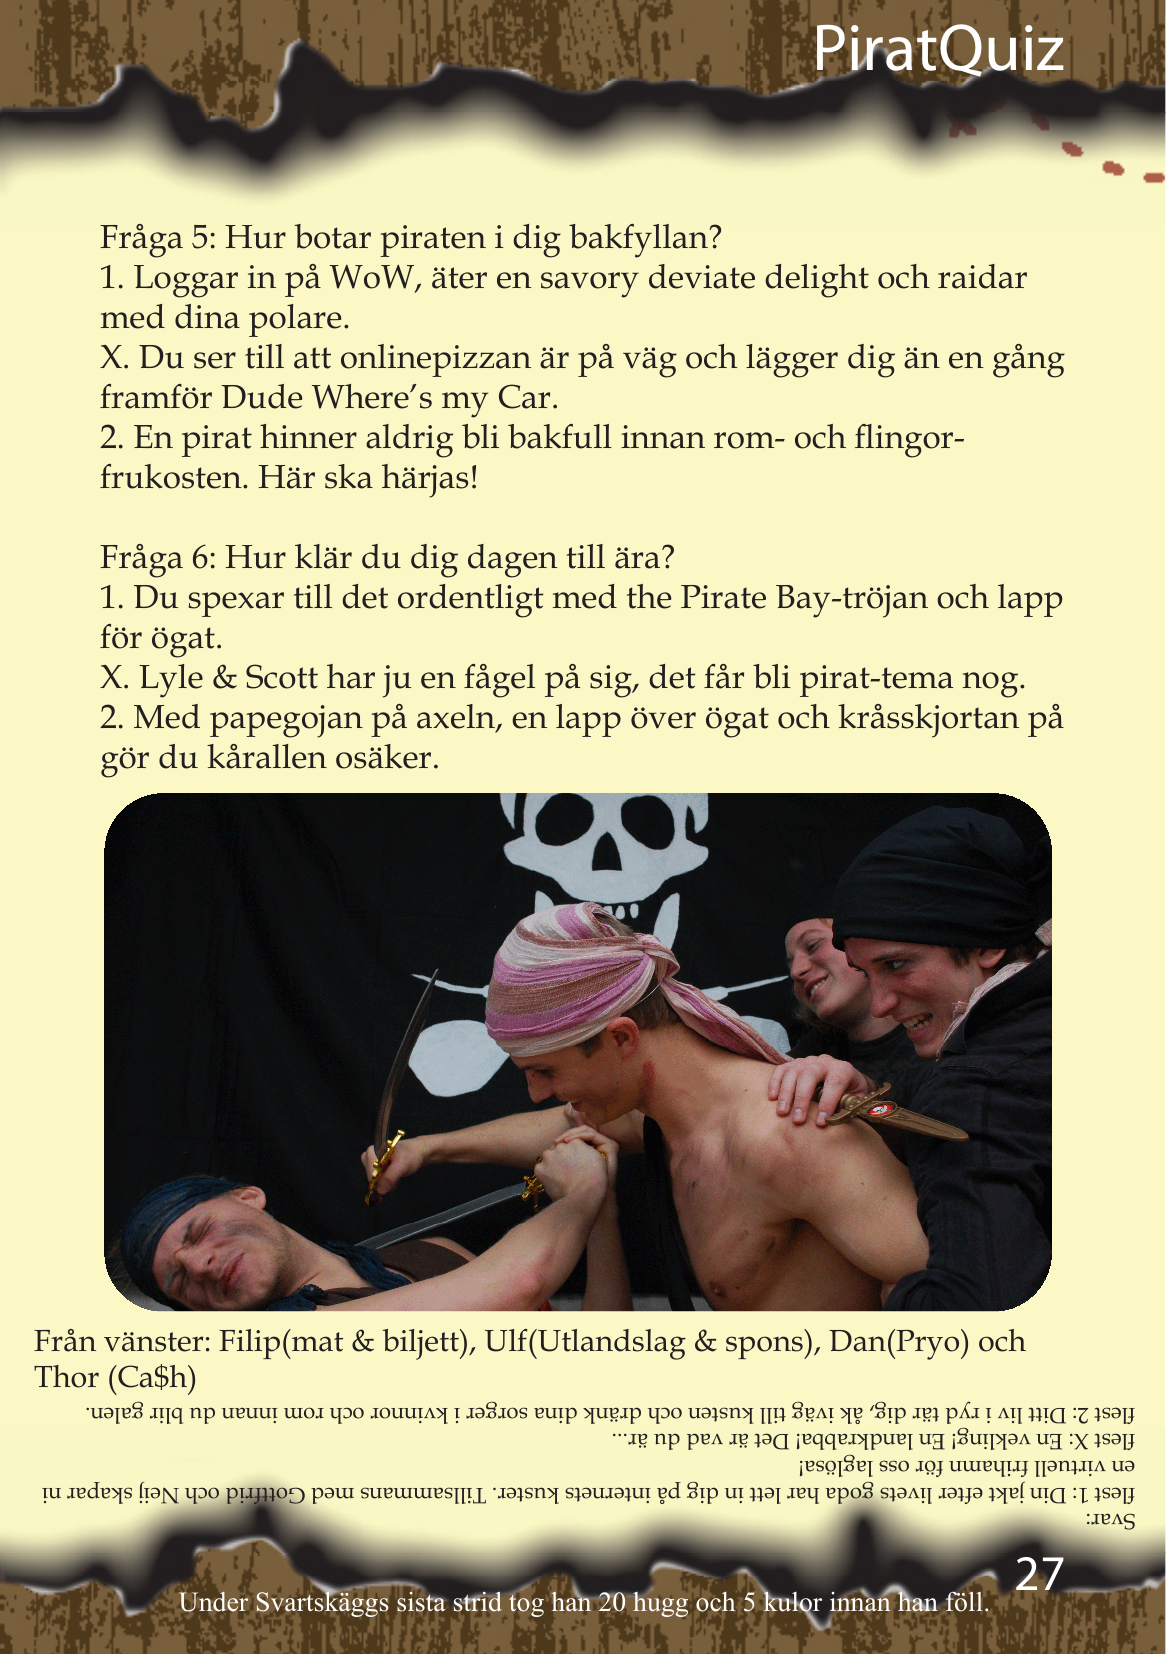 PiratQuiz
Fråga 5: Hur botar piraten i dig bakfyllan?
1. Loggar in på WoW, äter en savory deviate delight och raidar
med dina polare.
X. Du ser till att onlinepizzan är på väg och lägger dig än en gång
framför Dude Where’s my Car.
2. En pirat hinner aldrig bli bakfull innan rom- och flingor-
frukosten. Här ska härjas!
Fråga 6: Hur klär du dig dagen till ära?
1. Du spexar till det ordentligt med the Pirate Bay-tröjan och lapp
för ögat.
X. Lyle & Scott har ju en fågel på sig, det får bli pirat-tema nog.
2. Med papegojan på axeln, en lapp över ögat och kråsskjortan på
gör du kårallen osäker.
Från vänster: Filip(mat & biljett), Ulf(Utlandslag & spons), Dan(Pryo) och
Thor (Ca$h)
Svar:
flest 1: Din jakt efter livets goda har lett in dig på internets kuster. Tillsammans med Gottfrid och Neij skapar ni
en virtuell frihamn för oss laglösa!
flest X: En vekling! En landkrabba! Det är vad du är...
flest 2: Ditt liv i ryd tär dig, åk iväg till kusten och dränk dina sorger i kvinnor och rom innan du blir galen.
27
Under Svartskäggs sista strid tog han 20 hugg och 5 kulor innan han föll.